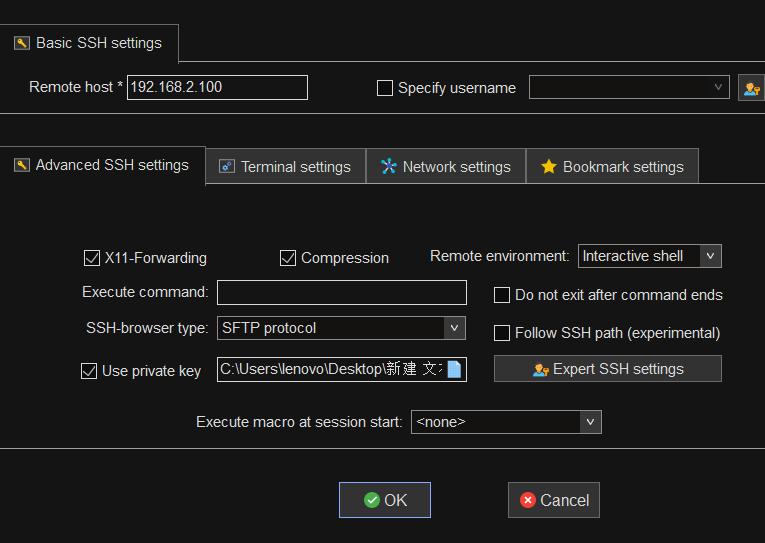 Basic SSH settings
Remote host * 192.168.2.100 Specify username
Advanced SSH settings Terminal settings Network settings Bookmark settings
X11-Forwarding Compression Remote environment: Interactive shell
Execute command: Do not exit after command ends
SSH-browser type: SFTP protocol Follow SSH path (experimental)
Use private key C:\Users\lenovo\Desktop\新建 文 Expert SSH settings
Execute macro at session start: <none>
OK Cancel